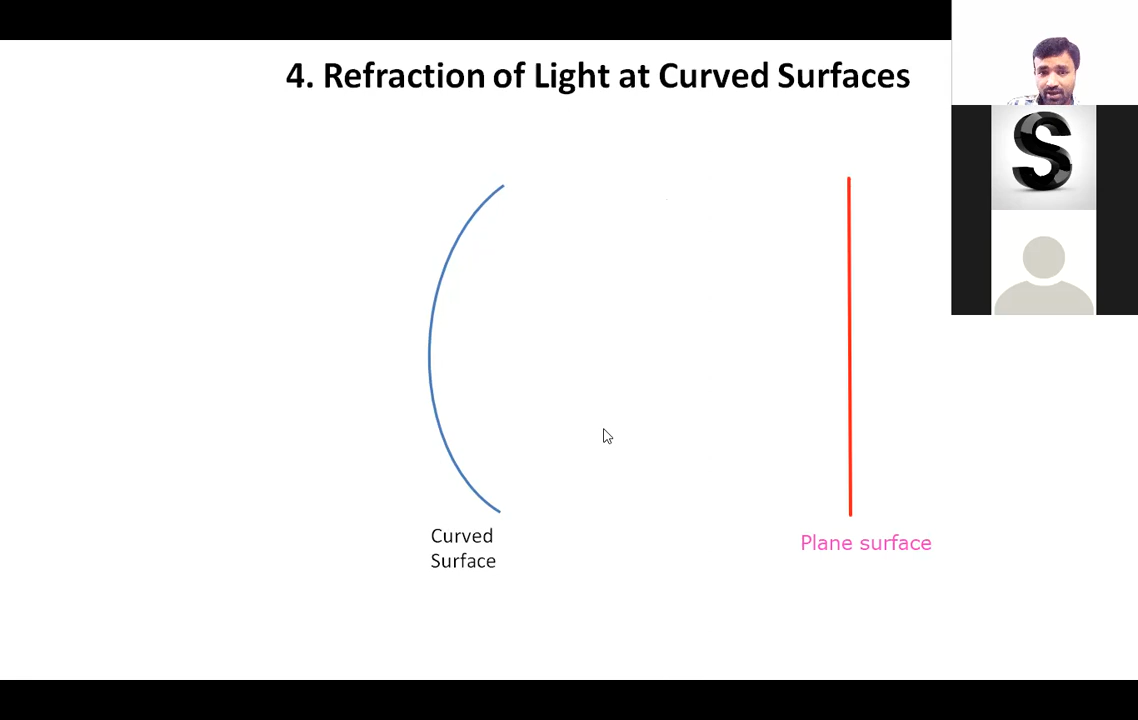 4. Refraction of Light at Curved Surfaces
S
Curved
Surface
Plane surface